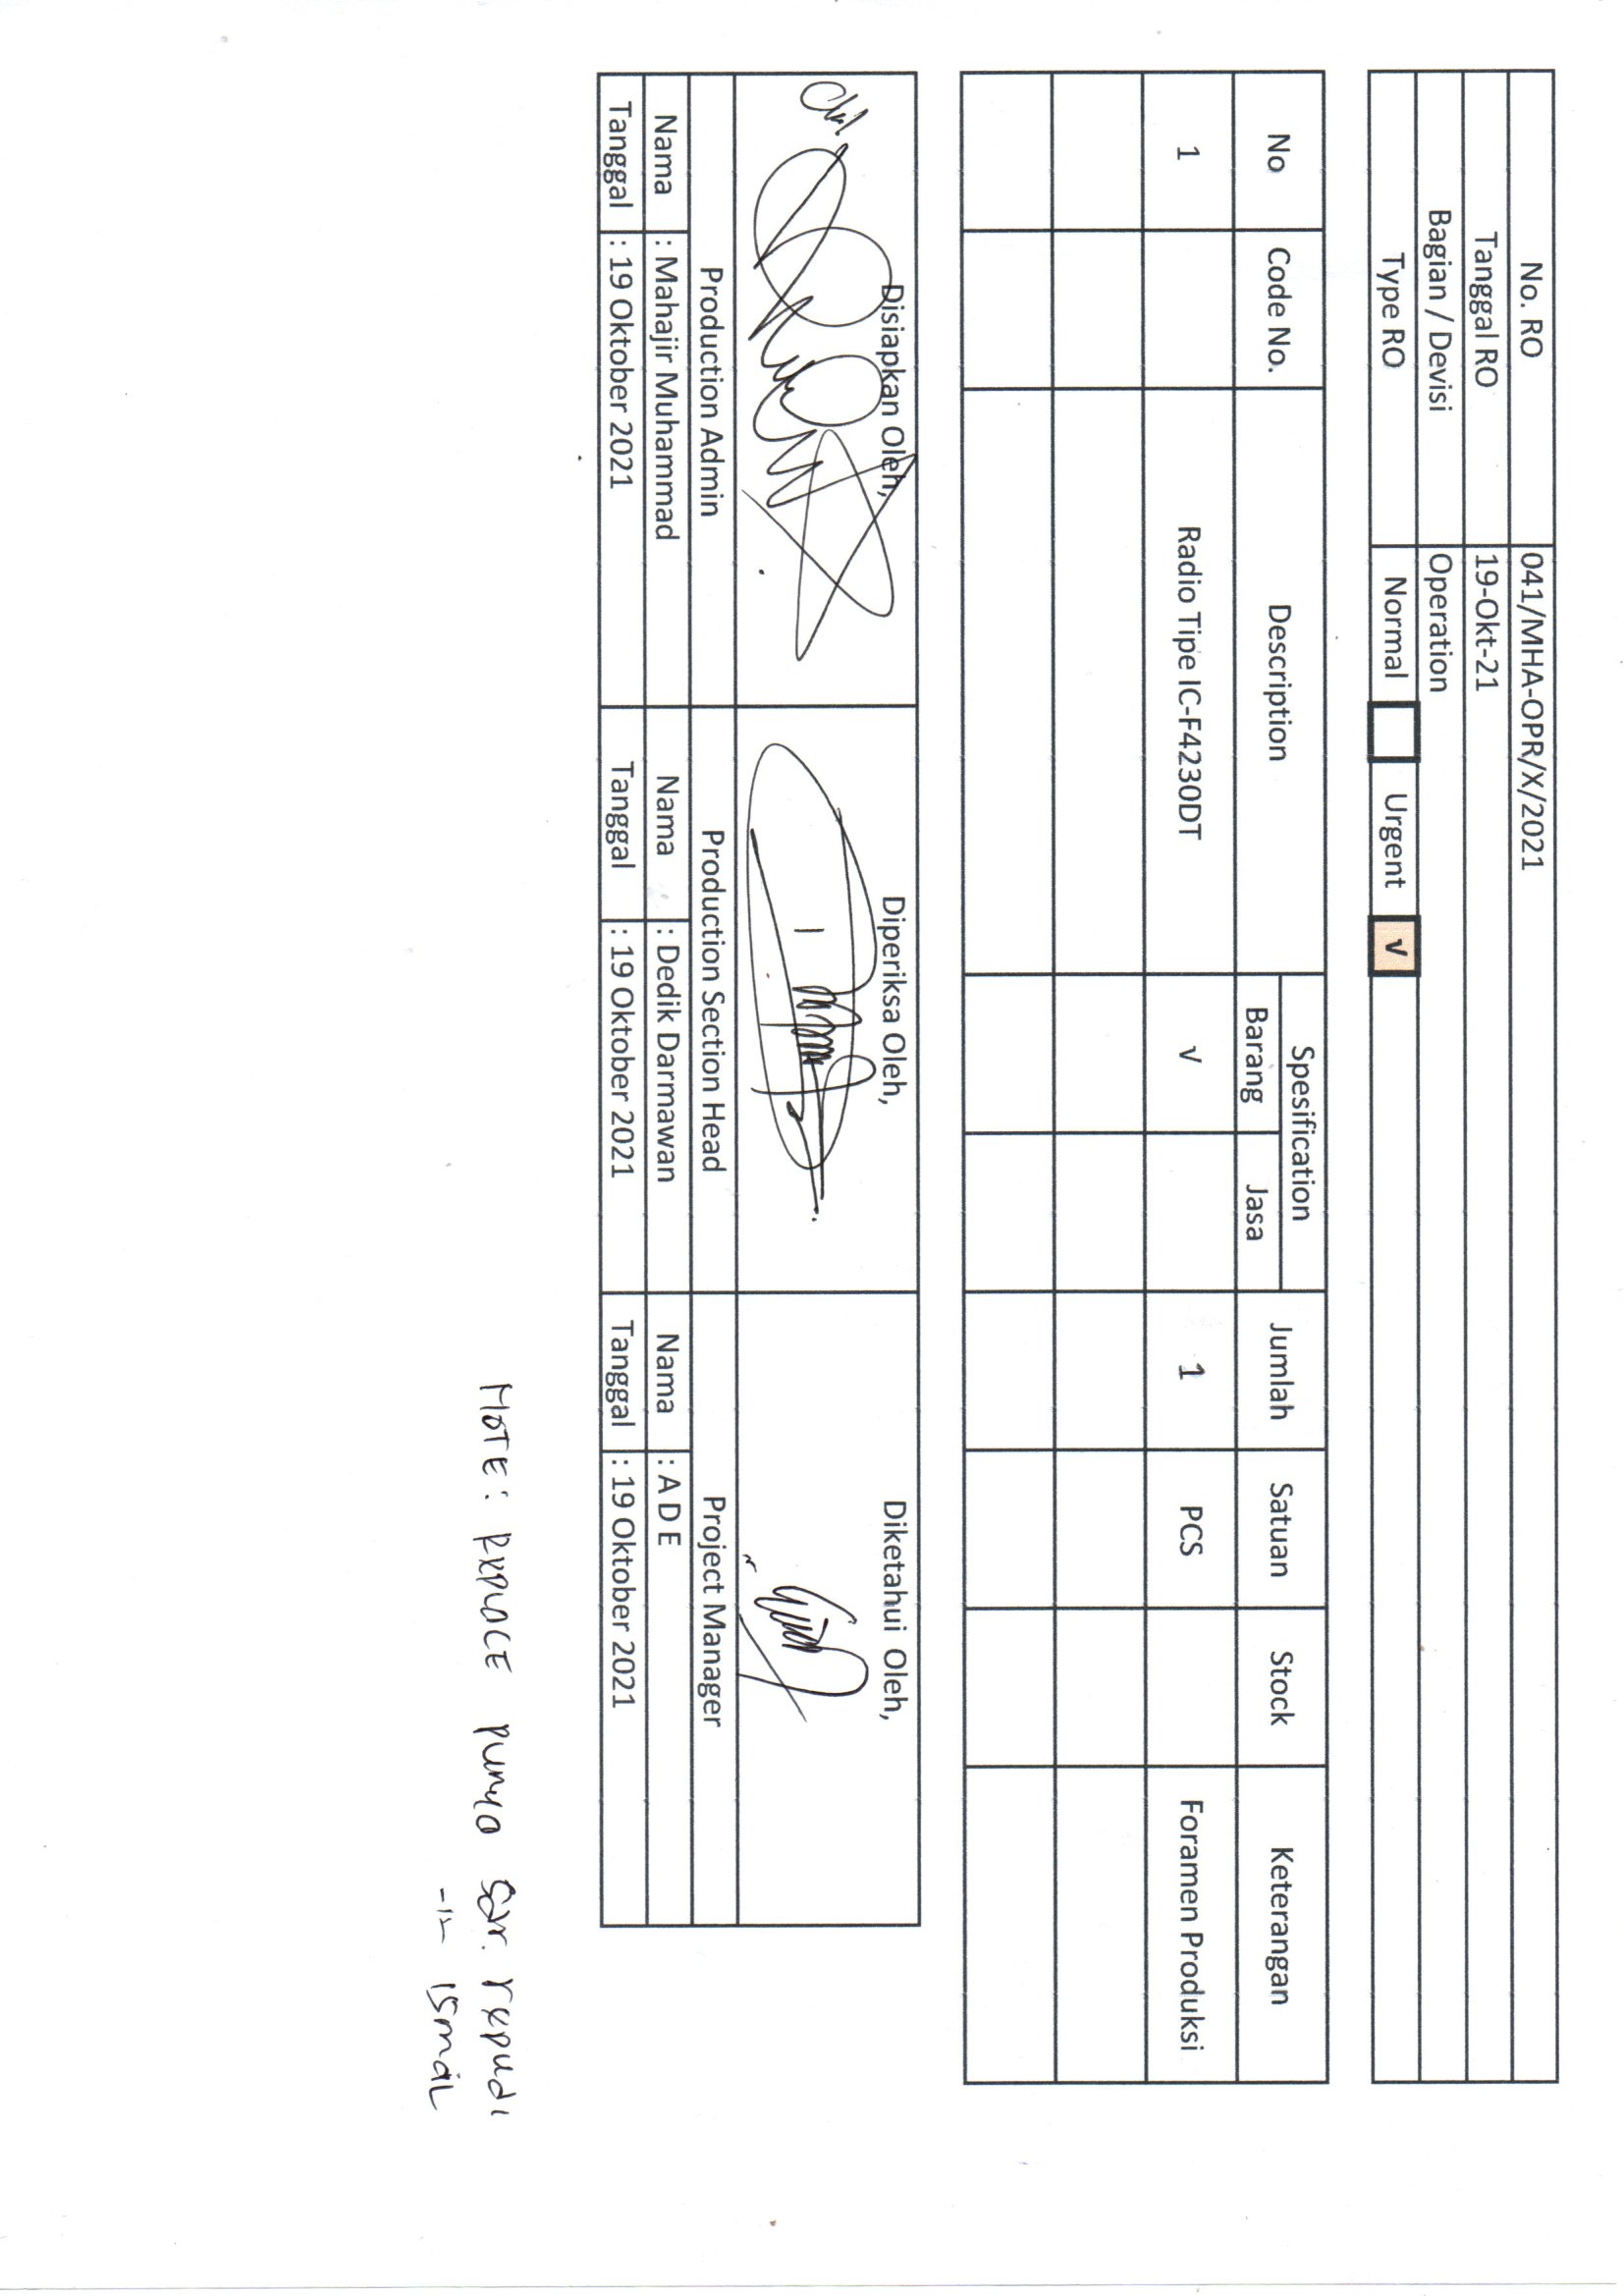 No. RO 041/MHA-OPR/X/2021
Tanggal RO 19-Okt-21
Bagian / Devisi Operation
Type RO Normal Urgent √
No Code No. Description Spesification Jumlah Satuan Stock Keterangan
Barang Jasa
1 Radio Tipe IC-F4230DT √ 1 PCS Foramen Produksi
Disiapkan Oleh, Diperiksa Oleh, Diketahui Oleh,
Production Admin Production Section Head Project Manager
Nama : Mahajir Muhammad Nama : Dedik Darmawan Nama : A D E
Tanggal : 19 Oktober 2021 Tanggal : 19 Oktober 2021 Tanggal : 19 Oktober 2021
NOTE : REPLACE PUNYA SDR. REPUDI
-"- ISMAIL